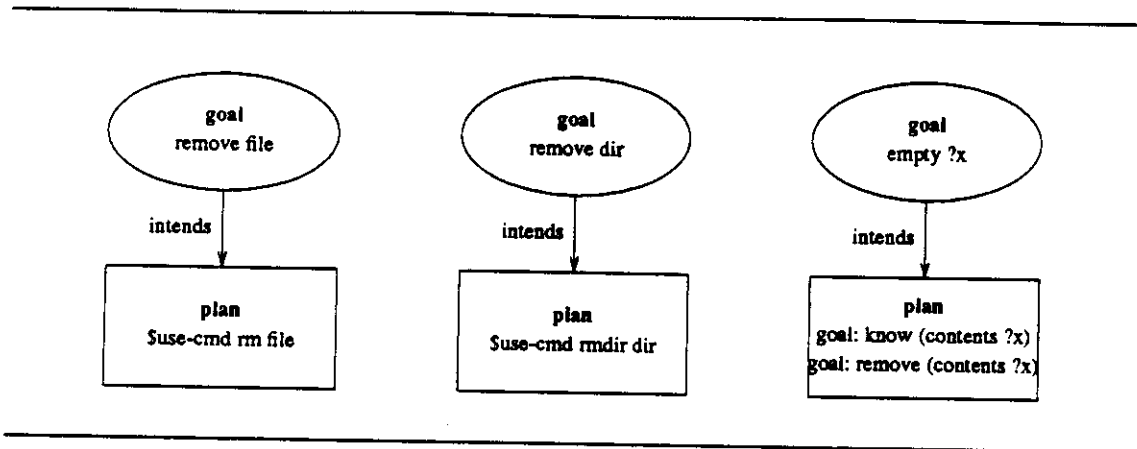 goal
remove file
goal
remove dir
goal
empty ?x
intends
intends
intends
plan
$use-cmd rm file
plan
$use-cmd rmdir dir
plan
goal: know (contents ?x)
goal: remove (contents ?x)